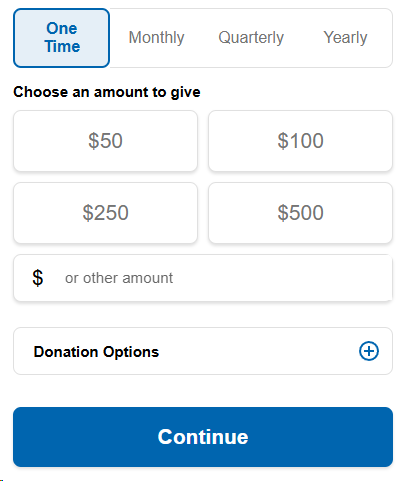 One
Time
Monthly
Quarterly
Yearly
Choose an amount to give
$50
$100
$250
$500
$ or other amount
Donation Options
Continue